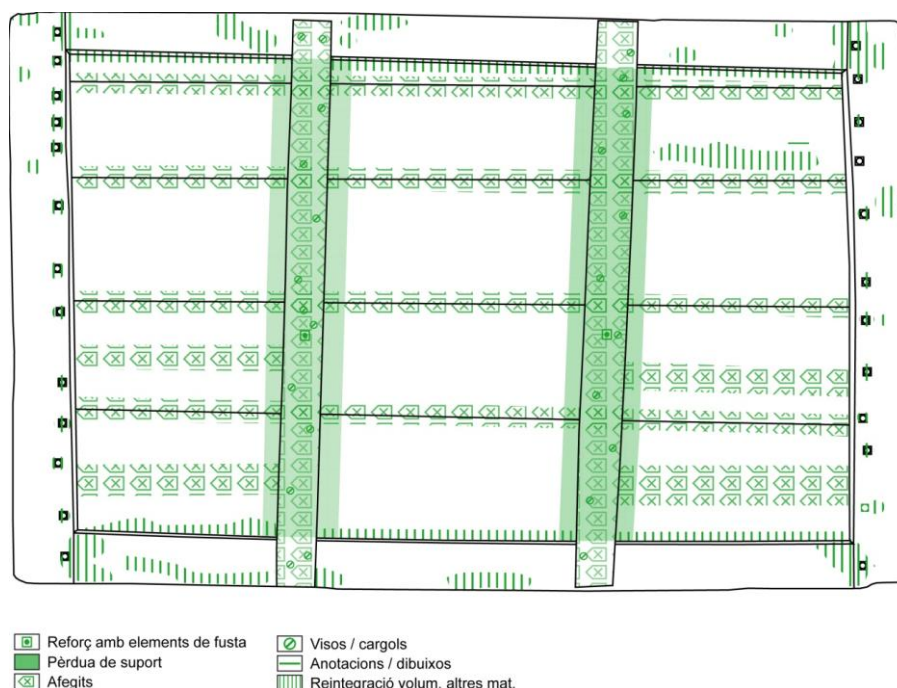 Reforç amb elements de fusta
Pèrdua de suport
Afegits
Visos / cargols
Anotacions / dibuixos
Reintegració volum. altres mat.